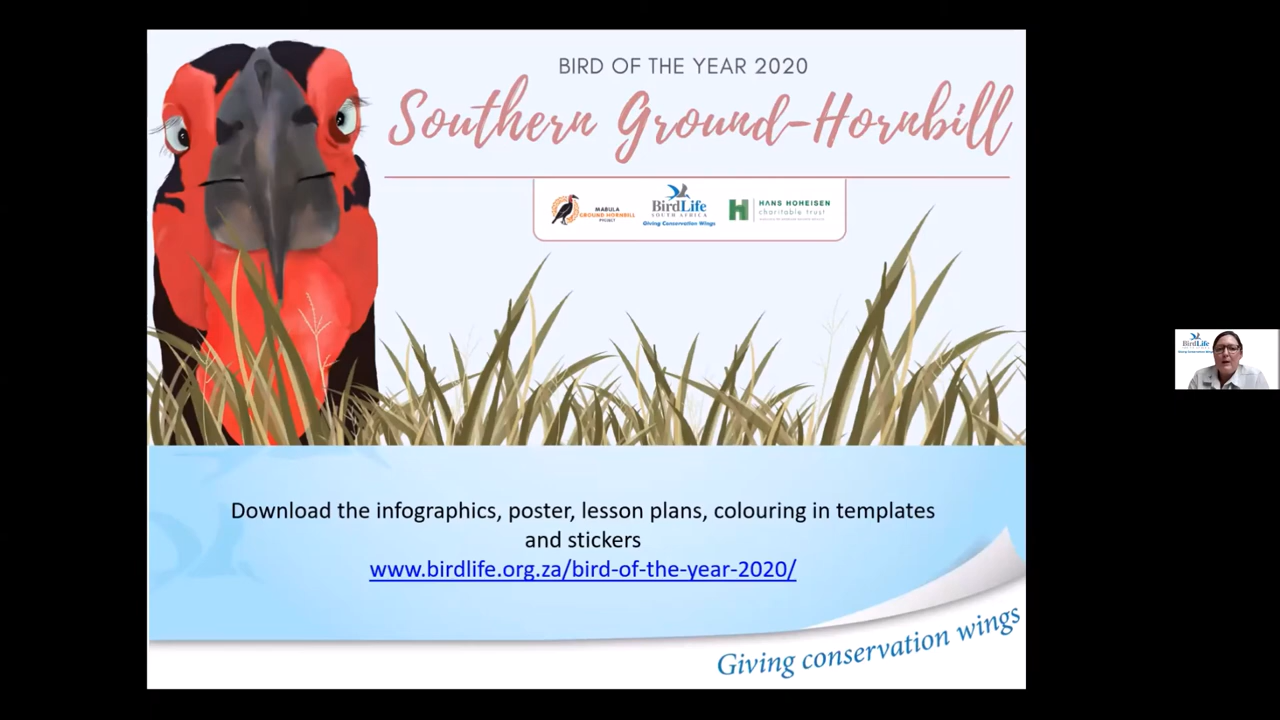 BIRD OF THE YEAR 2020
Southern Ground-Hornbill
MABULA
GROUND HORNBILL
PROJECT
BirdLife
SOUTH AFRICA
Giving Conservation Wings
HANS HOHEISEN
charitable trust
Download the infographics, poster, lesson plans, colouring in templates
and stickers
www.birdlife.org.za/bird-of-the-year-2020/
Giving conservation wings
BirdLife